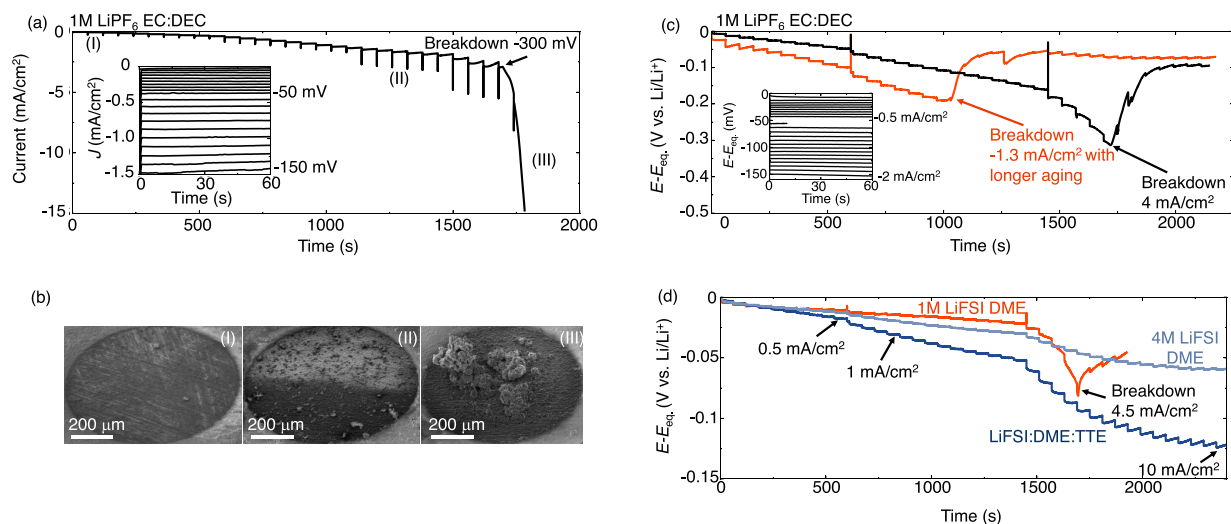 (a)
1M LiPF6 EC:DEC
0
-5
-10
-15
Current (mA/cm²)
0
500
1000
1500
2000
Time (s)
(I)
(II)
(III)
Breakdown -300 mV
0
-0.5
-1.0
-1.5
J (mA/cm²)
0
30
60
Time (s)
-50 mV
-150 mV
(b)
(I)
200 µm
(II)
200 µm
(III)
200 µm
(c)
1M LiPF6 EC:DEC
0
-0.1
-0.2
-0.3
-0.4
-0.5
E-Eeq. (V vs. Li/Li⁺)
0
500
1000
1500
2000
Time (s)
0
-50
-100
-150
E-Eeq. (mV)
0
30
60
Time (s)
-0.5 mA/cm²
-2 mA/cm²
Breakdown
-1.3 mA/cm² with
longer aging
Breakdown
4 mA/cm²
(d)
0
-0.05
-0.1
-0.15
E-Eeq. (V vs. Li/Li⁺)
0
500
1000
1500
2000
Time (s)
1M LiFSI DME
4M LiFSI
DME
0.5 mA/cm²
1 mA/cm²
Breakdown
4.5 mA/cm²
LiFSI:DME:TTE
10 mA/cm²